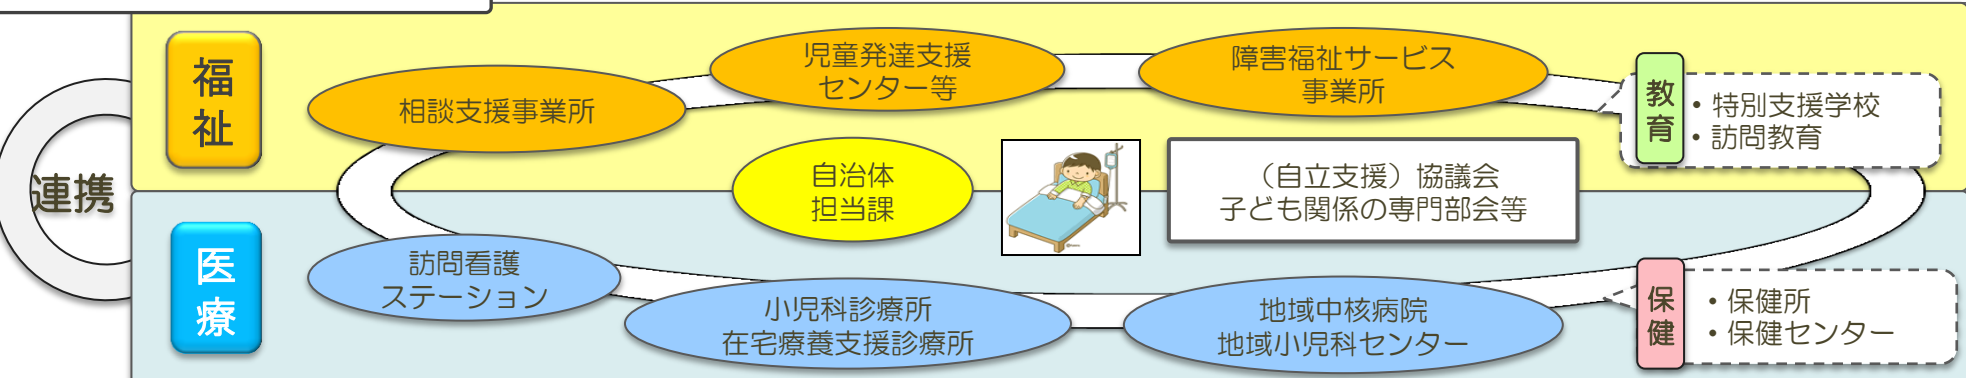 福祉
相談支援事業所
児童発達支援
センター等
障害福祉サービス
事業所
教育
・特別支援学校
・訪問教育
連携
自治体
担当課
（自立支援）協議会
子ども関係の専門部会等
医療
訪問看護
ステーション
小児科診療所
在宅療養支援診療所
地域中核病院
地域小児科センター
保健
・保健所
・保健センター